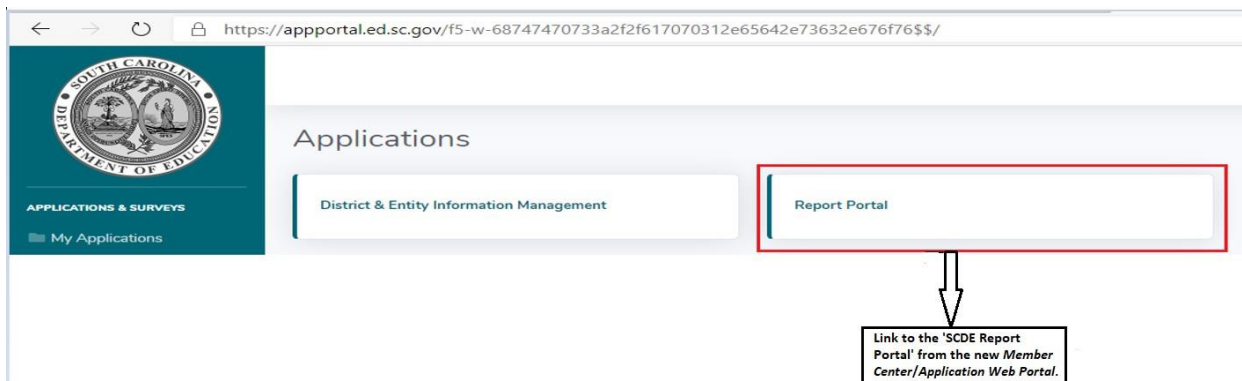 https://appportal.ed.sc.gov/f5-w-68747470733a2f2f617070312e65642e73632e676f76$$/
SOUTH CAROLINA
DEPARTMENT OF EDUCATION
Applications
APPLICATIONS & SURVEYS
District & Entity Information Management
Report Portal
My Applications
Link to the 'SCDE Report
Portal' from the new Member
Center/Application Web Portal.